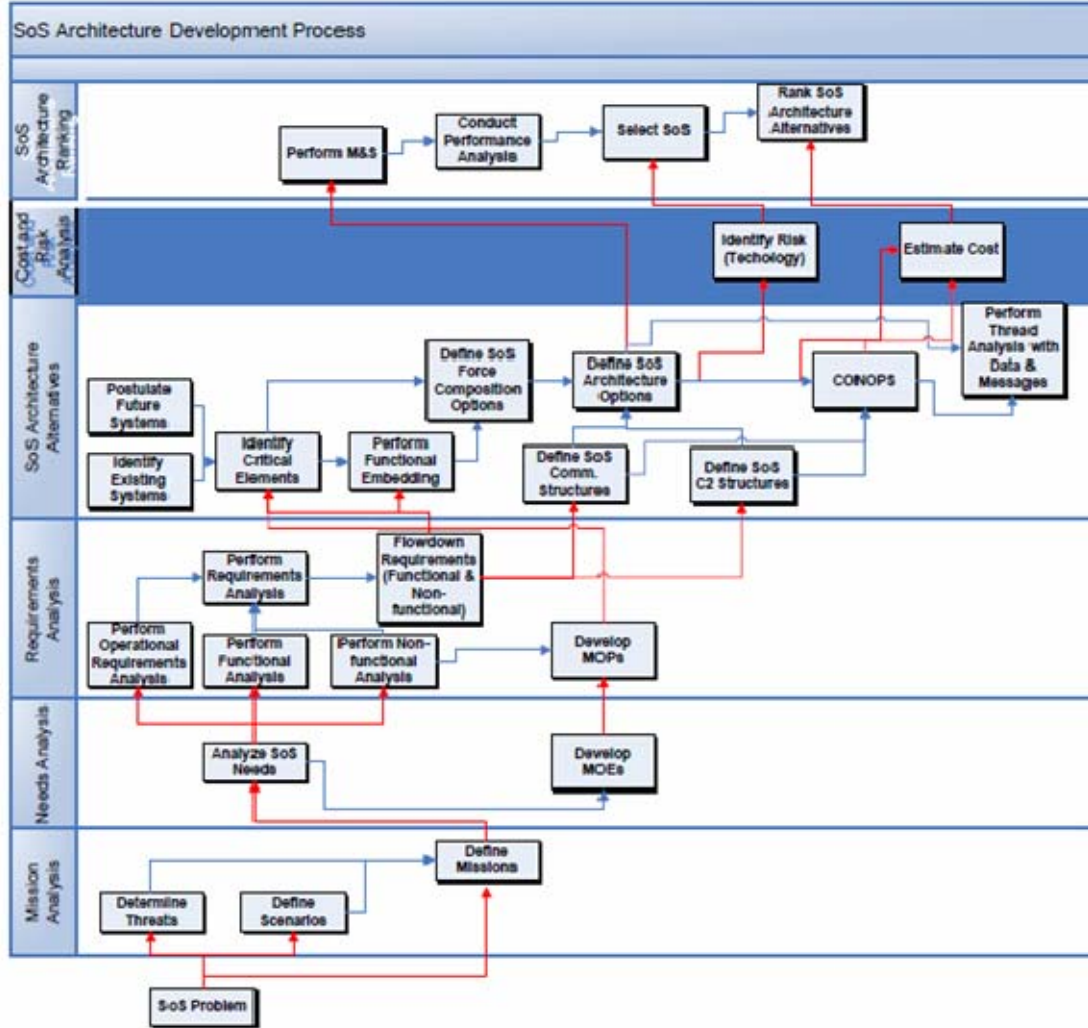 SoS Architecture Development Process
SoS
Architecture
Ranking
Perform M&S
Conduct
Performance
Analysis
Select SoS
Rank SoS
Architecture
Alternatives
Cost and
Risk
Analysis
Identify Risk
(Techology)
Estimate Cost
SoS Architecture
Alternatives
Postulate
Future
Systems
Identify
Existing
Systems
Identify
Critical
Elements
Perform
Functional
Embedding
Define SoS
Force
Composition
Options
Define SoS
Architecture
Options
Define SoS
Comm.
Structures
Define SoS
C2 Structures
CONOPS
Perform
Thread
Analysis with
Data &
Messages
Requirements
Analysis
Perform
Operational
Requirements
Analysis
Perform
Requirements
Analysis
Perform
Functional
Analysis
Perform Non-
functional
Analysis
Flowdown
Requirements
(Functional &
Non-
functional)
Develop
MOPs
Needs Analysis
Analyze SoS
Needs
Develop
MOEs
Mission
Analysis
Determine
Threats
Define
Scenarios
Define
Missions
SoS Problem